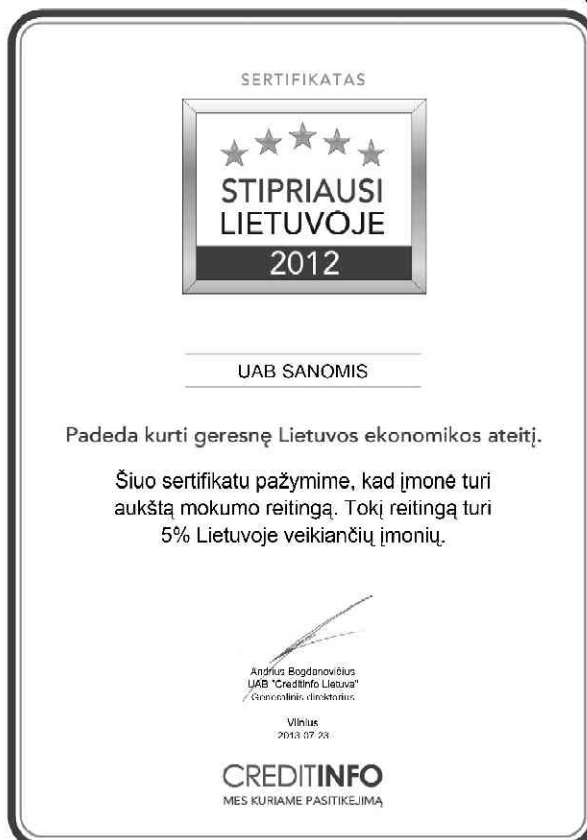 SERTIFIKATAS
STIPRIAUSI
LIETUVOJE
2012
UAB SANOMIS
Padeda kurti geresnę Lietuvos ekonomikos ateitį.
Šiuo sertifikatu pažymime, kad įmonė turi
aukštą mokumo reitingą. Tokį reitingą turi
5% Lietuvoje veikiančių įmonių.
Andrius Bogdanovičius
UAB "Creditinfo Lietuva"
Generalinis direktorius
Vilnius
2013 07 23
CREDITINFO
MES KURIAME PASITIKEJIMĄ